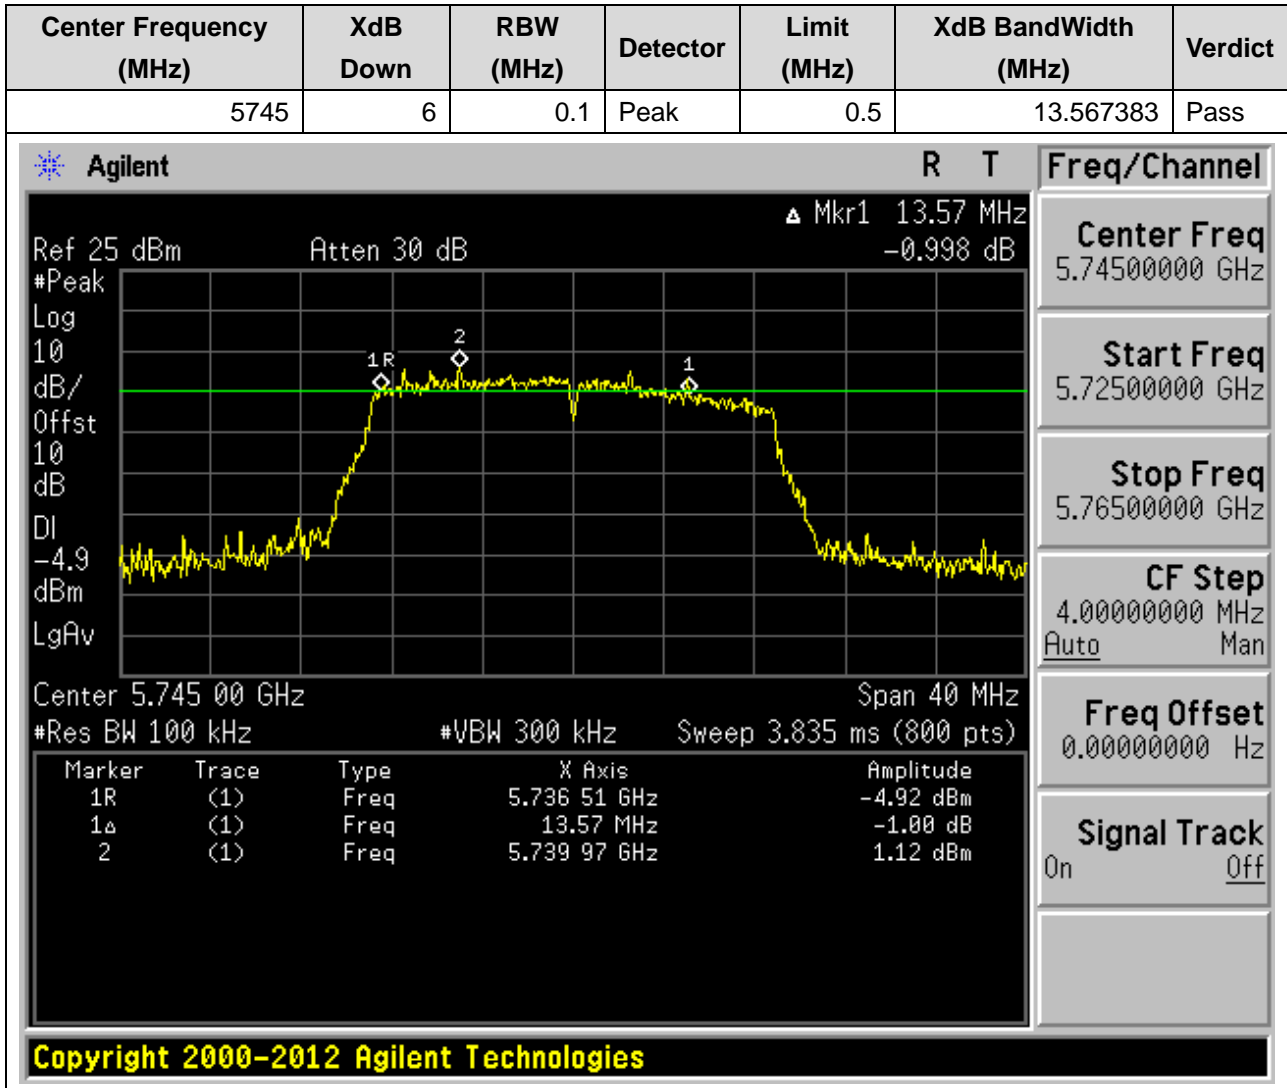 Center Frequency (MHz) XdB Down RBW (MHz) Detector Limit (MHz) XdB BandWidth (MHz) Verdict
5745 6 0.1 Peak 0.5 13.567383 Pass
Agilent R T
Δ Mkr1 13.57 MHz
Ref 25 dBm Atten 30 dB -0.998 dB
#Peak
Log
10
dB/
Offst
10
dB
DI
-4.9
dBm
LgAv
1R
2
1
Center 5.745 00 GHz Span 40 MHz
#Res BW 100 kHz #VBW 300 kHz Sweep 3.835 ms (800 pts)
Marker Trace Type X Axis Amplitude
1R (1) Freq 5.736 51 GHz -4.92 dBm
1Δ (1) Freq 13.57 MHz -1.00 dB
2 (1) Freq 5.739 97 GHz 1.12 dBm
Freq/Channel
Center Freq
5.74500000 GHz
Start Freq
5.72500000 GHz
Stop Freq
5.76500000 GHz
CF Step
4.00000000 MHz
Auto Man
Freq Offset
0.00000000 Hz
Signal Track
On Off
Copyright 2000-2012 Agilent Technologies